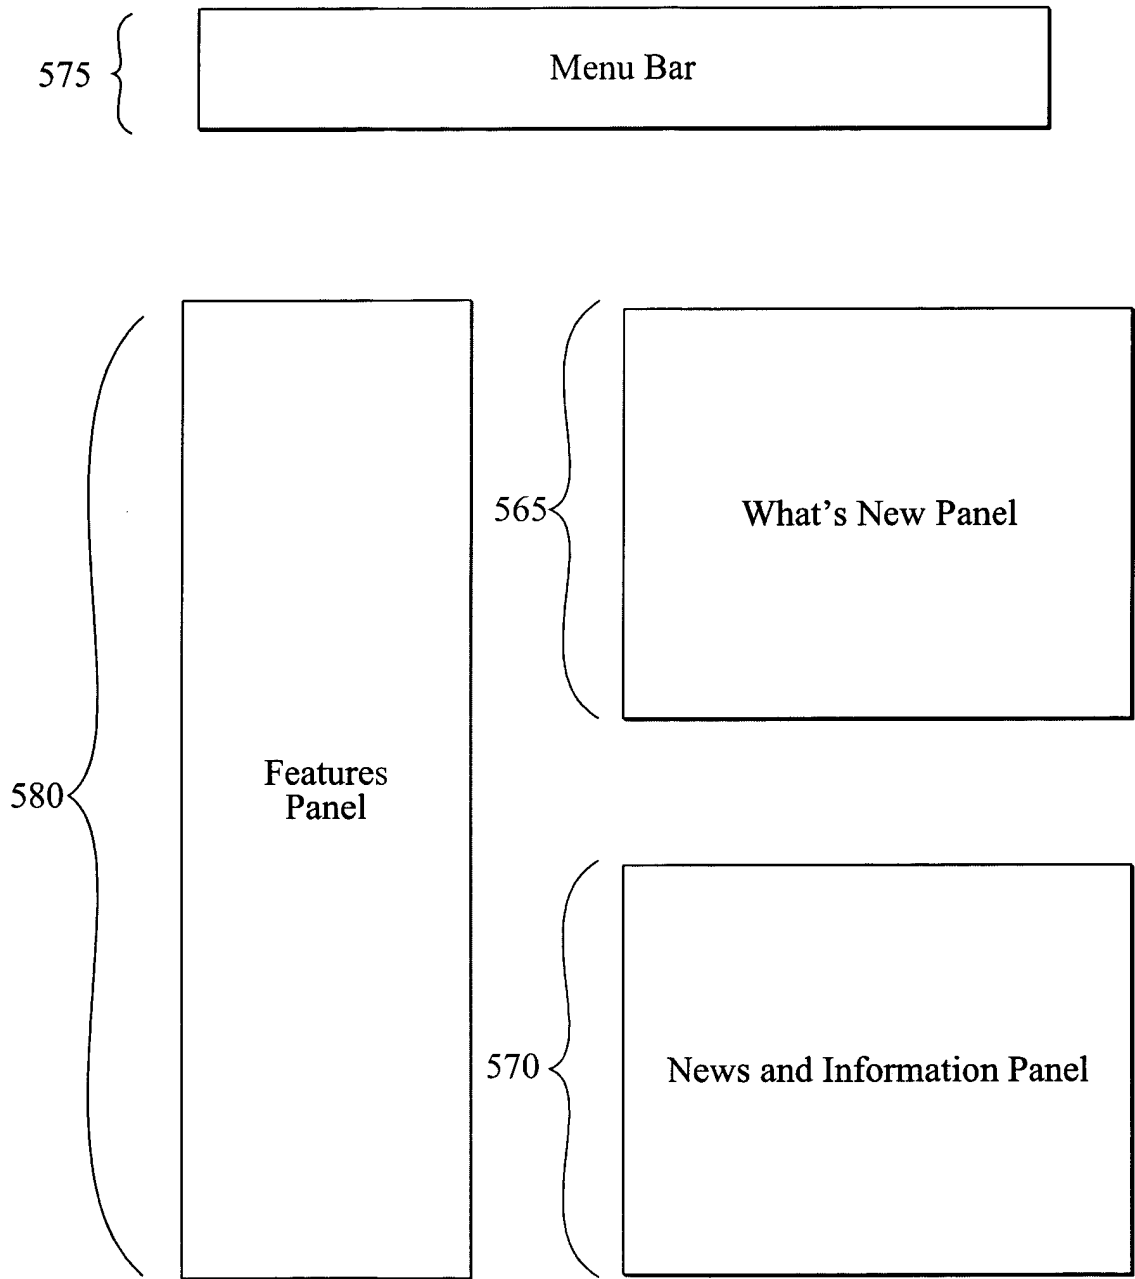 575
Menu Bar
565
What's New Panel
580
Features
Panel
570
News and Information Panel